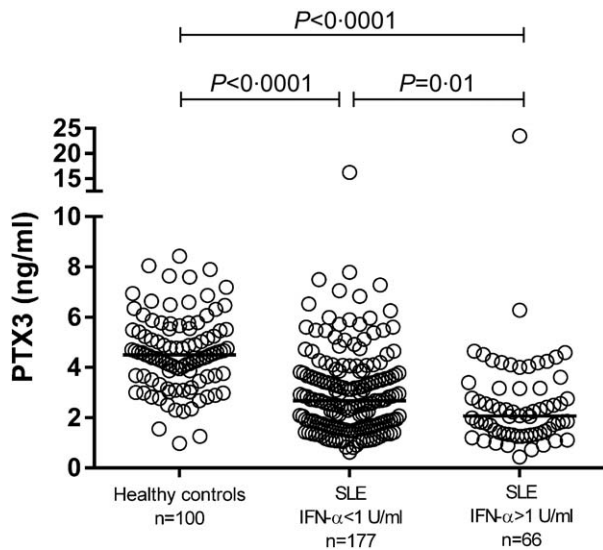 P<0·0001
P<0·0001
P=0·01
25
20
15
10
8
6
4
2
0
PTX3 (ng/ml)
Healthy controls
n=100
SLE
IFN-α<1 U/ml
n=177
SLE
IFN-α>1 U/ml
n=66